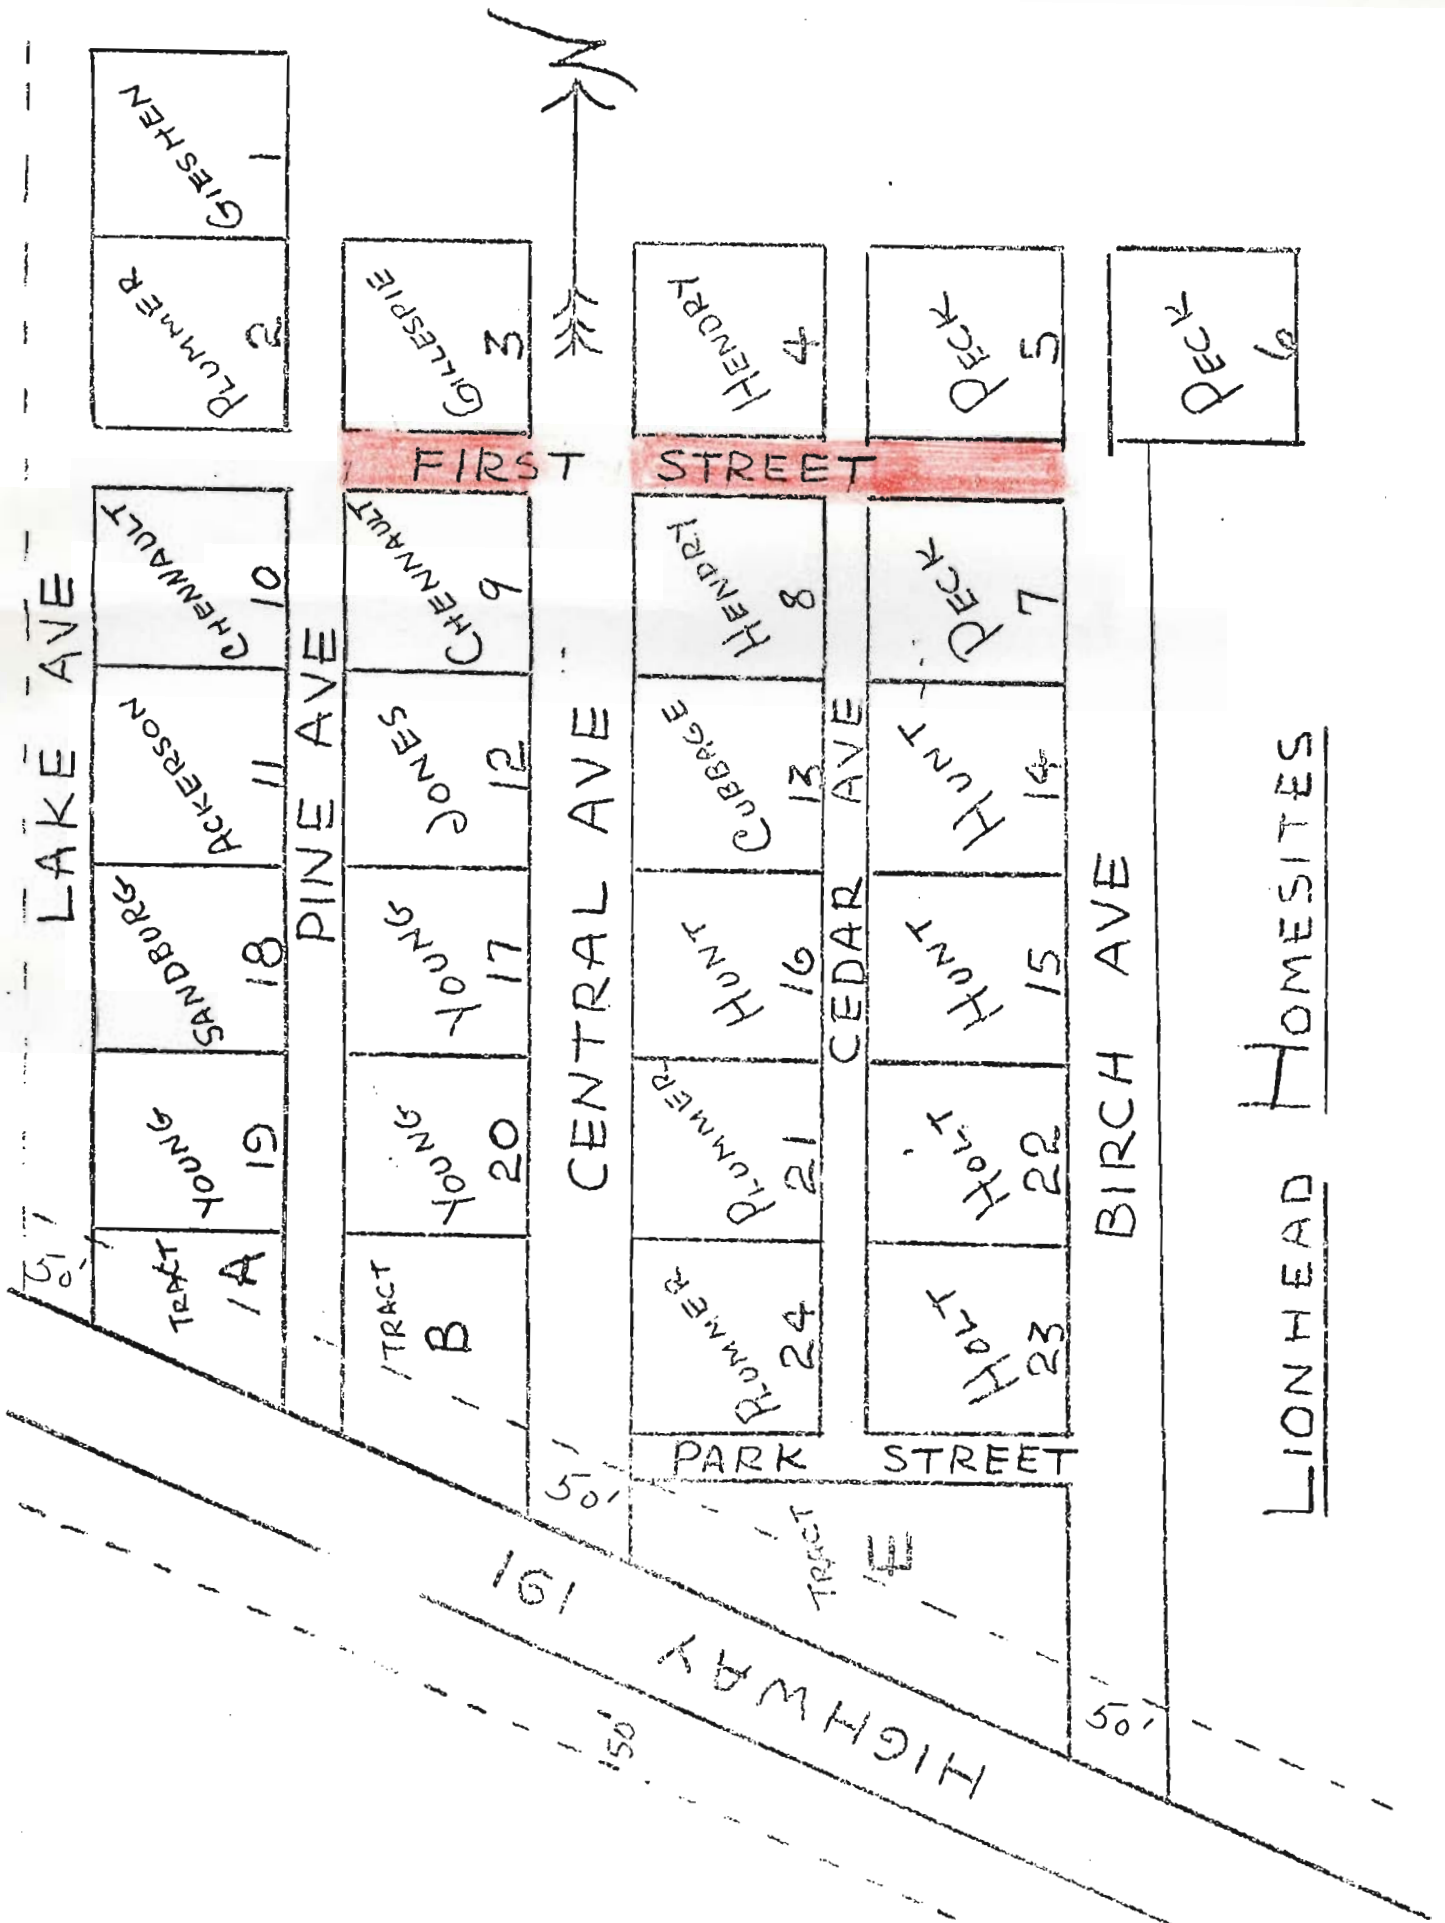 N
GIESHEN
1
PLUMMER
2
GILLESPIE
3
HENDRY
4
PECK
5
PECK
6
FIRST STREET
CHENNAULT
10
CHENNAULT
9
HENDRY
8
PECK
7
ACKERSON
11
JONES
12
CUBBAGE
13
HUNT
14
SANDBURG
18
YOUNG
17
HUNT
16
HUNT
15
YOUNG
19
YOUNG
20
PLUMMER
21
HOLT
22
TRACT
1A
TRACT
B
PLUMMER
24
HOLT
23
LAKE AVE
PINE AVE
CENTRAL AVE
CEDAR AVE
BIRCH AVE
PARK STREET
TRACT
E
50'
50'
50'
150'
HIGHWAY 191
LIONHEAD HOMESITES